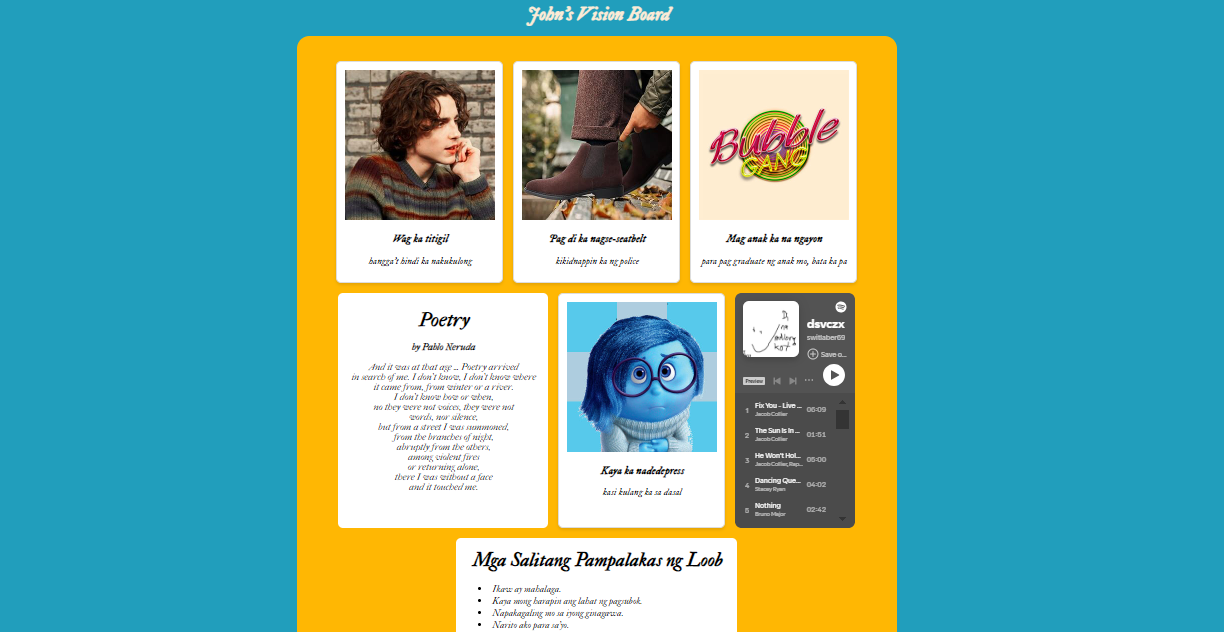 John's Vision Board
Bubble
GANG
Wag ka titigil
hangga't hindi ka nakukulong
Pag di ka nagse-seatbelt
kikidnappin ka ng police
Mag anak ka na ngayon
para pag graduate ng anak mo, bata ka pa
Poetry
by Pablo Neruda
And it was at that age ... Poetry arrived
in search of me. I don't know, I don't know where
it came from, from winter or a river.
I don't know how or when,
no they were not voices, they were not
words, nor silence,
but from a street I was summoned,
from the branches of night,
abruptly from the others,
among violent fires
or returning alone,
there I was without a face
and it touched me.
Kaya ka nadedepress
kasi kulang ka sa dasal
dsvczx
switlaber69
Save o...
Preview
1 Fix You - Live ... 06:09
Jacob Collier
2 The Sun Is In ... 01:51
Jacob Collier
3 He Won't Hol... 05:00
Jacob Collier, Rap...
4 Dancing Que... 04:02
Stacey Ryan
5 Nothing 02:42
Bruno Major
Mga Salitang Pampalakas ng Loob
• Ikaw ay mahalaga.
• Kaya mong harapin ang lahat ng pagsubok.
• Napakagaling mo sa iyong ginagawa.
• Narito ako para sa'yo.